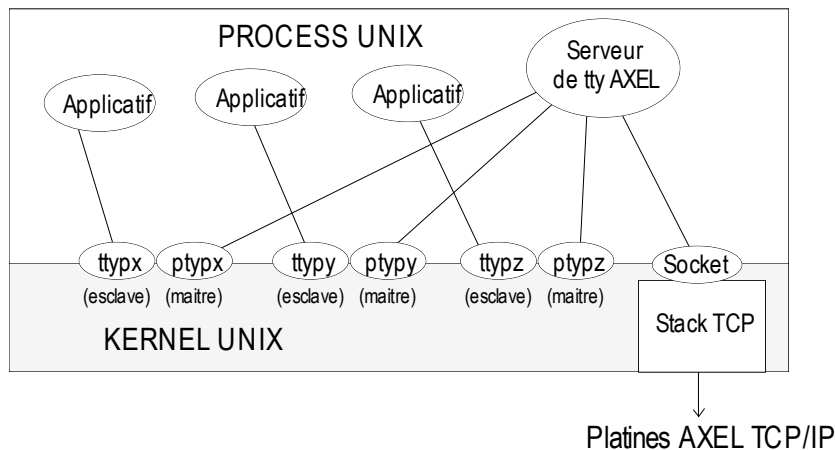 PROCESS UNIX
Serveur
de tty AXEL
Applicatif
Applicatif
Applicatif
ttypx
ptypx
ttypy
ptypy
ttypz
ptypz
Socket
(esclave)
(maitre)
(esclave)
(maitre)
(esclave)
(maitre)
Stack TCP
KERNEL UNIX
Platines AXEL TCP/IP